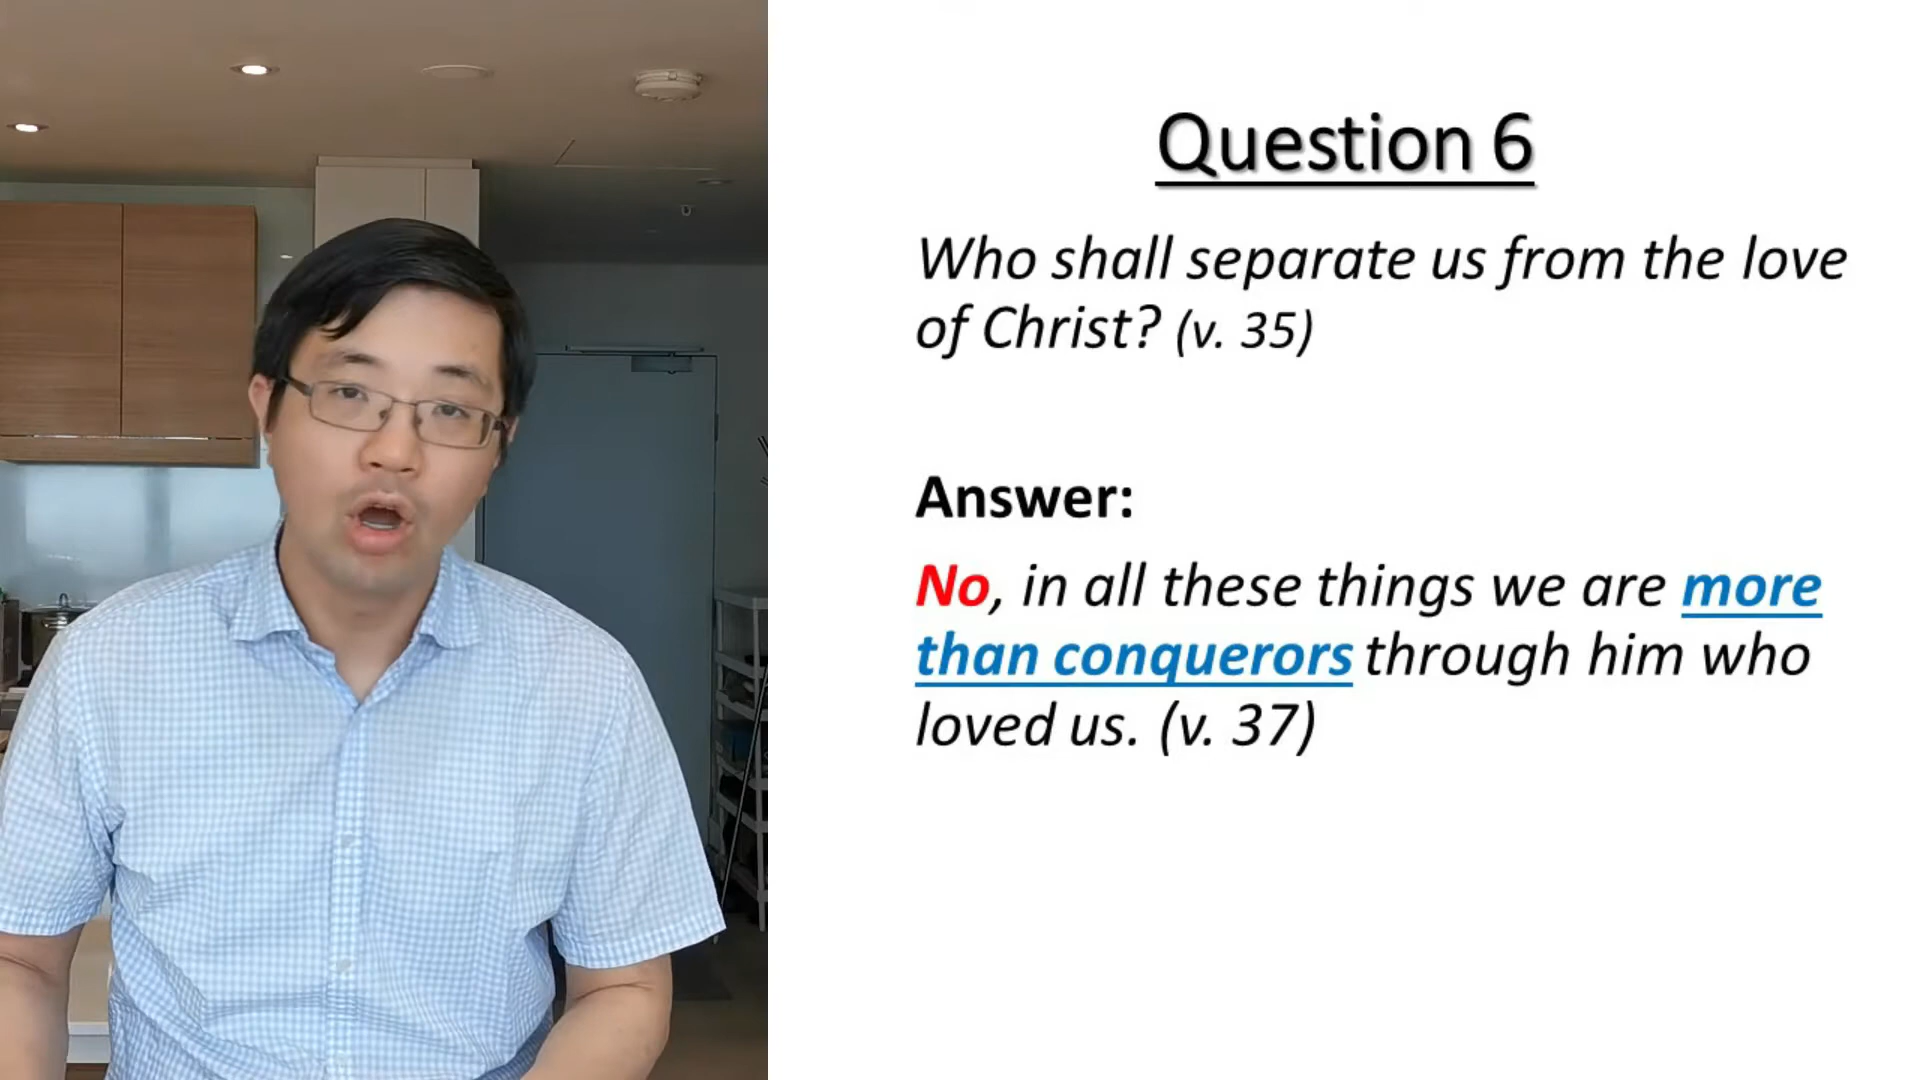 Question 6
Who shall separate us from the love
of Christ? (v. 35)
Answer:
No, in all these things we are more
than conquerors through him who
loved us. (v. 37)